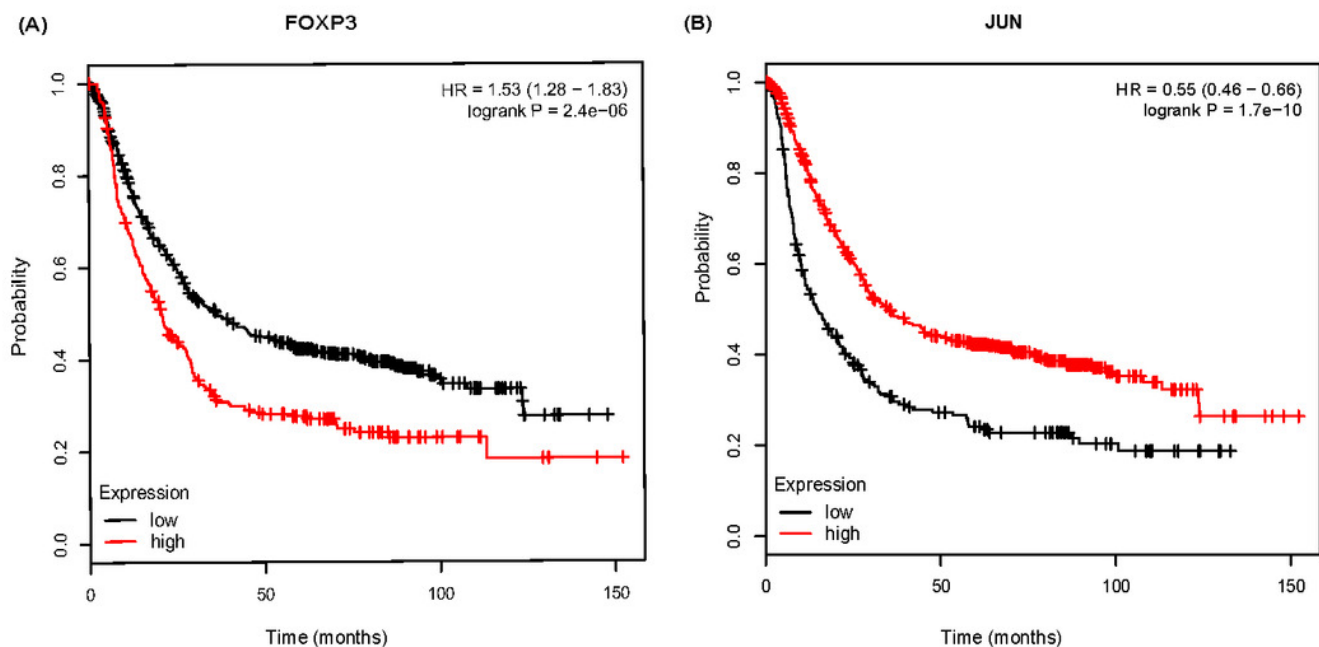 (A)
FOXP3
HR = 1.53 (1.28 − 1.83)
logrank P = 2.4e−06
Probability
1.0
0.8
0.6
0.4
0.2
0.0
Expression
low
high
0
50
100
150
Time (months)
(B)
JUN
HR = 0.55 (0.46 − 0.66)
logrank P = 1.7e−10
Probability
1.0
0.8
0.6
0.4
0.2
0.0
Expression
low
high
0
50
100
150
Time (months)